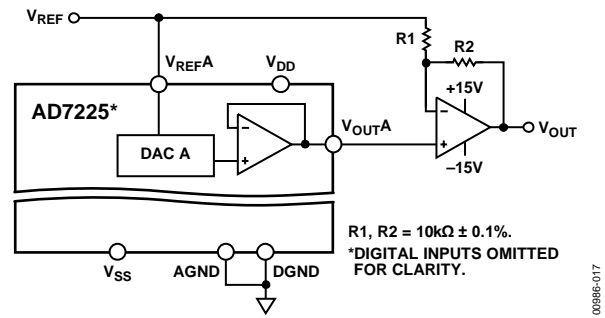 VREF
R1
R2
VREFA
VDD
+15V
AD7225*
VOUTA
DAC A
VOUT
–15V
R1, R2 = 10kΩ ± 0.1%.
*DIGITAL INPUTS OMITTED
FOR CLARITY.
VSS
AGND
DGND
00986-017